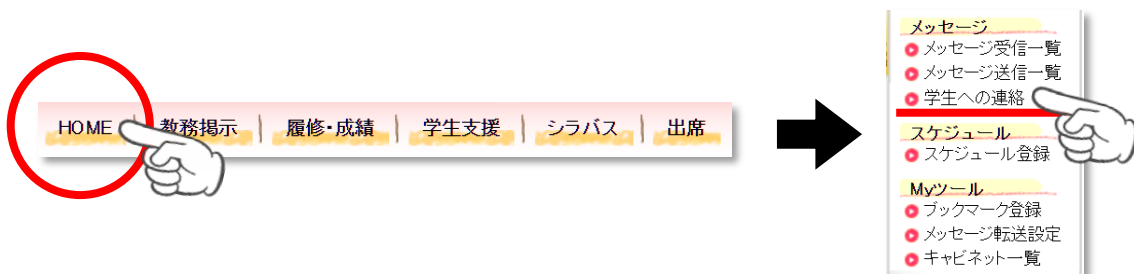 HOME 教務掲示 履修・成績 学生支援 シラバス 出席
メッセージ
メッセージ受信一覧
メッセージ送信一覧
学生への連絡
スケジュール
スケジュール登録
Myツール
ブックマーク登録
メッセージ転送設定
キャビネット一覧